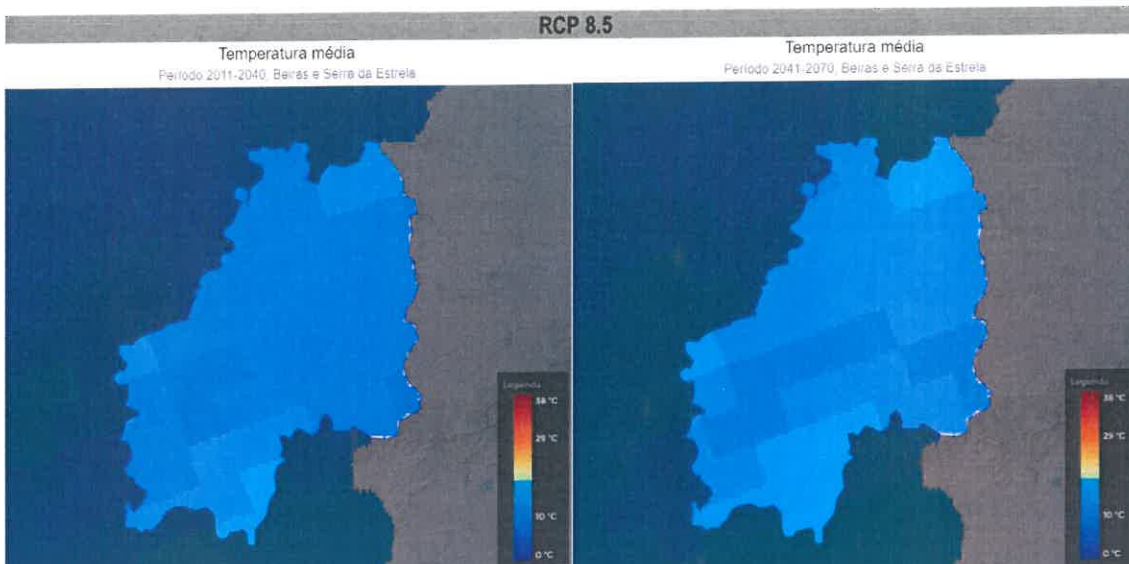 RCP 8.5
Temperatura média
Período 2011-2040, Beiras e Serra da Estrela
Temperatura média
Período 2041-2070, Beiras e Serra da Estrela
Legenda
38 °C
29 °C
10 °C
0 °C
Legenda
38 °C
29 °C
10 °C
0 °C